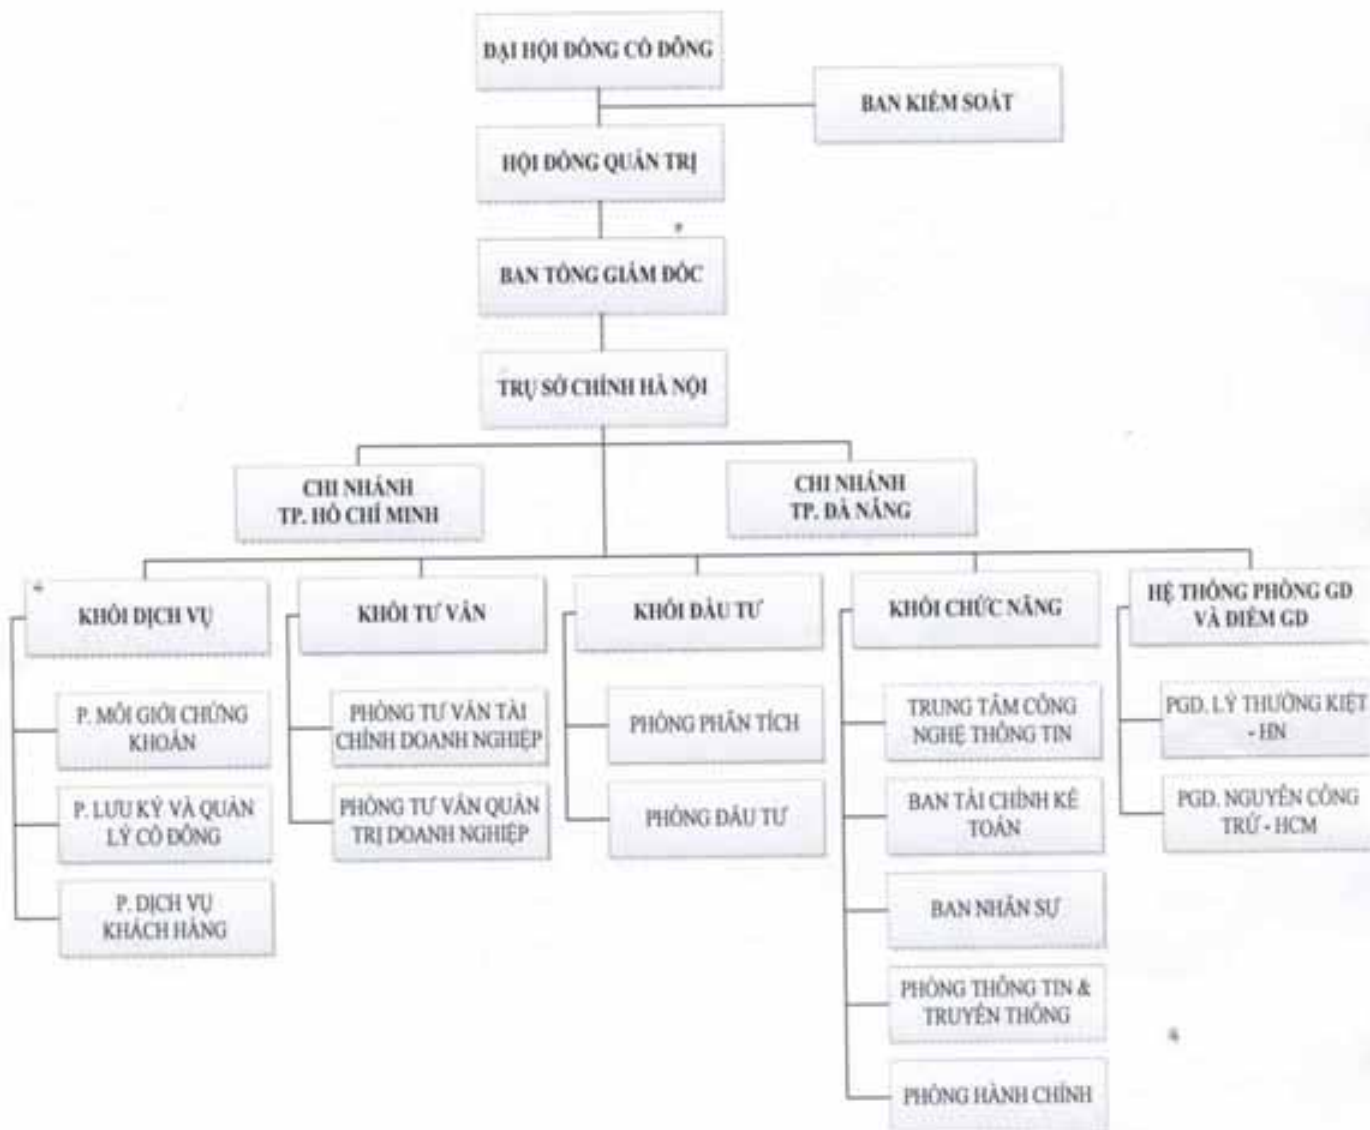 ĐẠI HỘI ĐỒNG CỔ ĐÔNG
BAN KIỂM SOÁT
HỘI ĐỒNG QUẢN TRỊ
BAN TỔNG GIÁM ĐỐC
TRỤ SỞ CHÍNH HÀ NỘI
CHI NHÁNH
TP. HỒ CHÍ MINH
CHI NHÁNH
TP. ĐÀ NẴNG
KHỐI DỊCH VỤ
KHỐI TƯ VẤN
KHỐI ĐẦU TƯ
KHỐI CHỨC NĂNG
HỆ THỐNG PHÒNG GD
VÀ ĐIỂM GD
P. MÔI GIỚI CHỨNG
KHOÁN
P. LƯU KÝ VÀ QUẢN
LÝ CỔ ĐÔNG
P. DỊCH VỤ
KHÁCH HÀNG
PHÒNG TƯ VẤN TÀI
CHÍNH DOANH NGHIỆP
PHÒNG TƯ VẤN QUẢN
TRỊ DOANH NGHIỆP
PHÒNG PHÂN TÍCH
PHÒNG ĐẦU TƯ
TRUNG TÂM CÔNG
NGHỆ THÔNG TIN
BAN TÀI CHÍNH KẾ
TOÁN
BAN NHÂN SỰ
PHÒNG THÔNG TIN &
TRUYỀN THÔNG
PHÒNG HÀNH CHÍNH
PGD. LÝ THƯỜNG KIỆT
- HN
PGD. NGUYỄN CÔNG
TRỨ - HCM